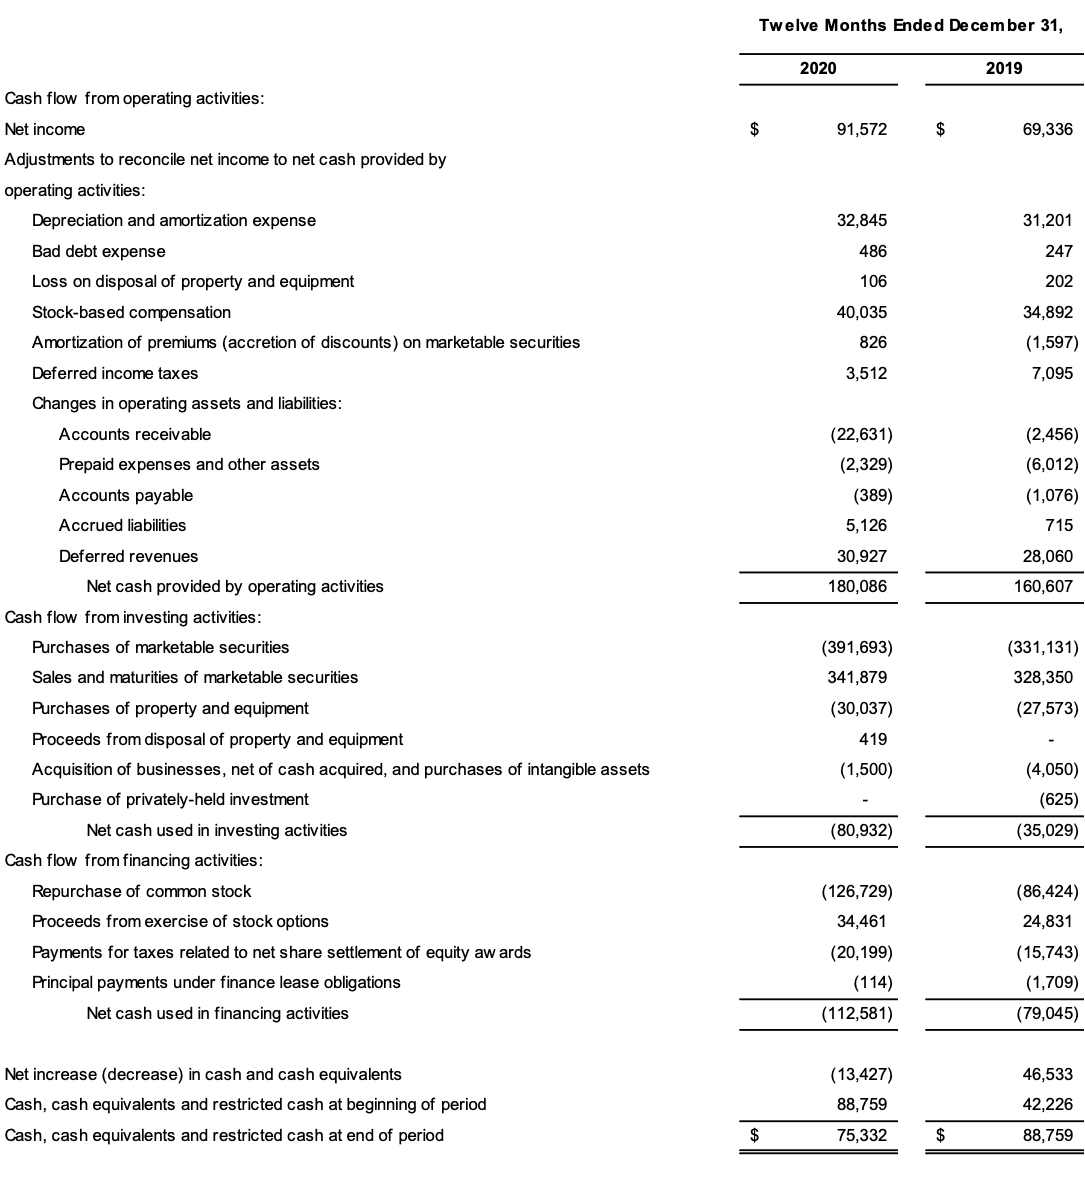 Twelve Months Ended December 31,
2020 2019
Cash flow from operating activities:
Net income $ 91,572 $ 69,336
Adjustments to reconcile net income to net cash provided by
operating activities:
Depreciation and amortization expense 32,845 31,201
Bad debt expense 486 247
Loss on disposal of property and equipment 106 202
Stock-based compensation 40,035 34,892
Amortization of premiums (accretion of discounts) on marketable securities 826 (1,597)
Deferred income taxes 3,512 7,095
Changes in operating assets and liabilities:
Accounts receivable (22,631) (2,456)
Prepaid expenses and other assets (2,329) (6,012)
Accounts payable (389) (1,076)
Accrued liabilities 5,126 715
Deferred revenues 30,927 28,060
Net cash provided by operating activities 180,086 160,607
Cash flow from investing activities:
Purchases of marketable securities (391,693) (331,131)
Sales and maturities of marketable securities 341,879 328,350
Purchases of property and equipment (30,037) (27,573)
Proceeds from disposal of property and equipment 419 -
Acquisition of businesses, net of cash acquired, and purchases of intangible assets (1,500) (4,050)
Purchase of privately-held investment - (625)
Net cash used in investing activities (80,932) (35,029)
Cash flow from financing activities:
Repurchase of common stock (126,729) (86,424)
Proceeds from exercise of stock options 34,461 24,831
Payments for taxes related to net share settlement of equity awards (20,199) (15,743)
Principal payments under finance lease obligations (114) (1,709)
Net cash used in financing activities (112,581) (79,045)
Net increase (decrease) in cash and cash equivalents (13,427) 46,533
Cash, cash equivalents and restricted cash at beginning of period 88,759 42,226
Cash, cash equivalents and restricted cash at end of period $ 75,332 $ 88,759